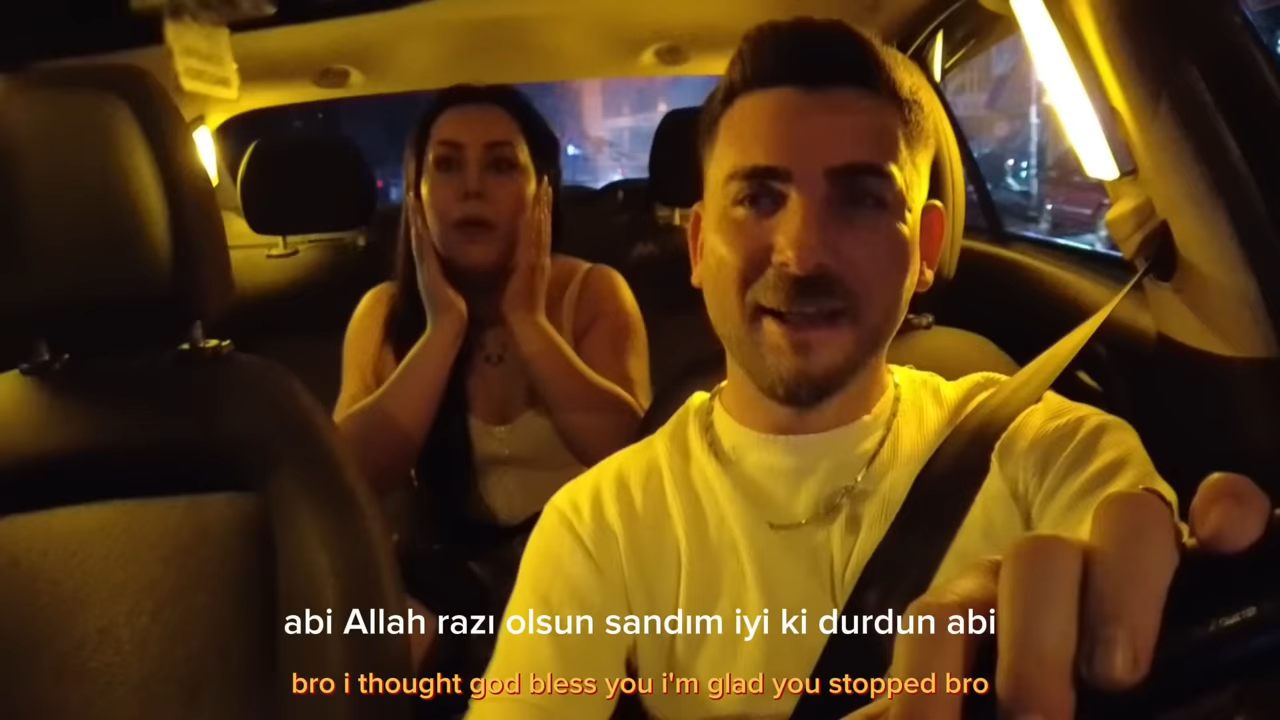 abi Allah razı olsun sandım iyi ki durdun abi
bro i thought god bless you i'm glad you stopped bro